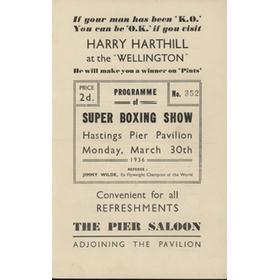 If your man has been 'K.O.'
You can be 'O.K.' if you visit
HARRY HARTHILL
at the "WELLINGTON"
He will make you a winner on 'Pints'
PRICE
2d.
PROGRAMME
of
No. 352
SUPER BOXING SHOW
Hastings Pier Pavilion
Monday, March 30th
1936
REFEREE :
JIMMY WILDE, Ex Flyweight Champion of the World
Convenient for all
REFRESHMENTS
THE PIER SALOON
ADJOINING THE PAVILION